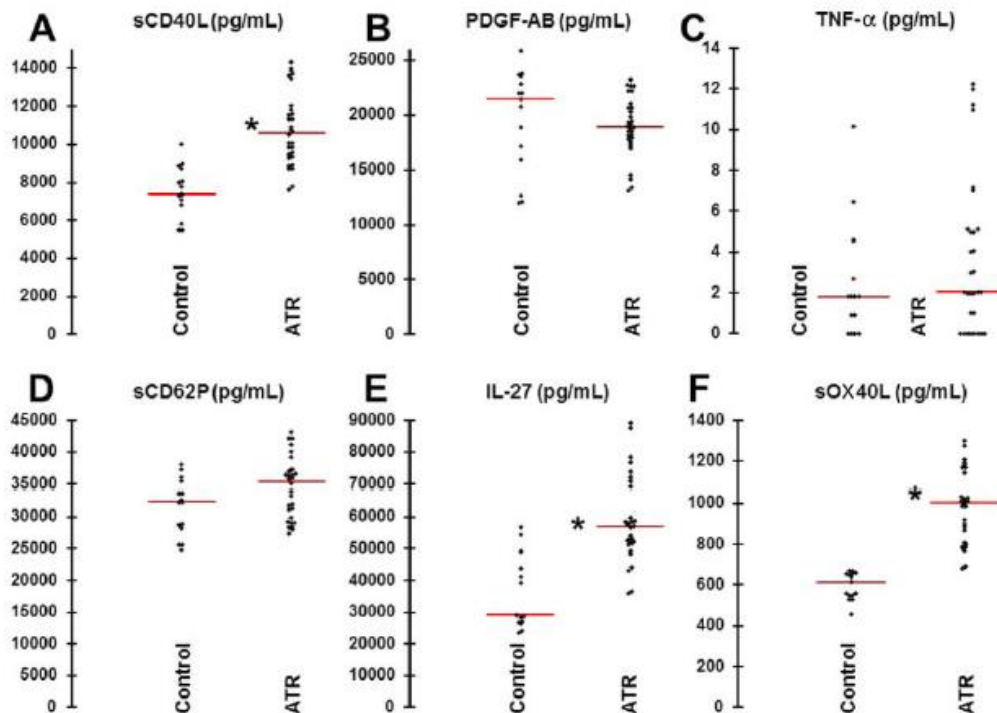 A sCD40L (pg/mL)
14000
12000
10000
8000
6000
4000
2000
0
*
Control
ATR
B PDGF-AB (pg/mL)
25000
20000
15000
10000
5000
0
Control
ATR
C TNF-α (pg/mL)
14
12
10
8
6
4
2
0
Control
ATR
D sCD62P (pg/mL)
45000
40000
35000
30000
25000
20000
15000
10000
5000
0
Control
ATR
E IL-27 (pg/mL)
90000
80000
70000
60000
50000
40000
30000
20000
10000
0
*
Control
ATR
F sOX40L (pg/mL)
1400
1200
1000
800
600
400
200
0
*
Control
ATR